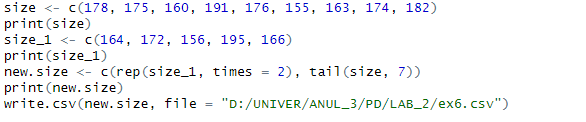 size <- c(178, 175, 160, 191, 176, 155, 163, 174, 182)
print(size)
size_1 <- c(164, 172, 156, 195, 166)
print(size_1)
new.size <- c(rep(size_1, times = 2), tail(size, 7))
print(new.size)
write.csv(new.size, file = "D:/UNIVER/ANUL_3/PD/LAB_2/ex6.csv")